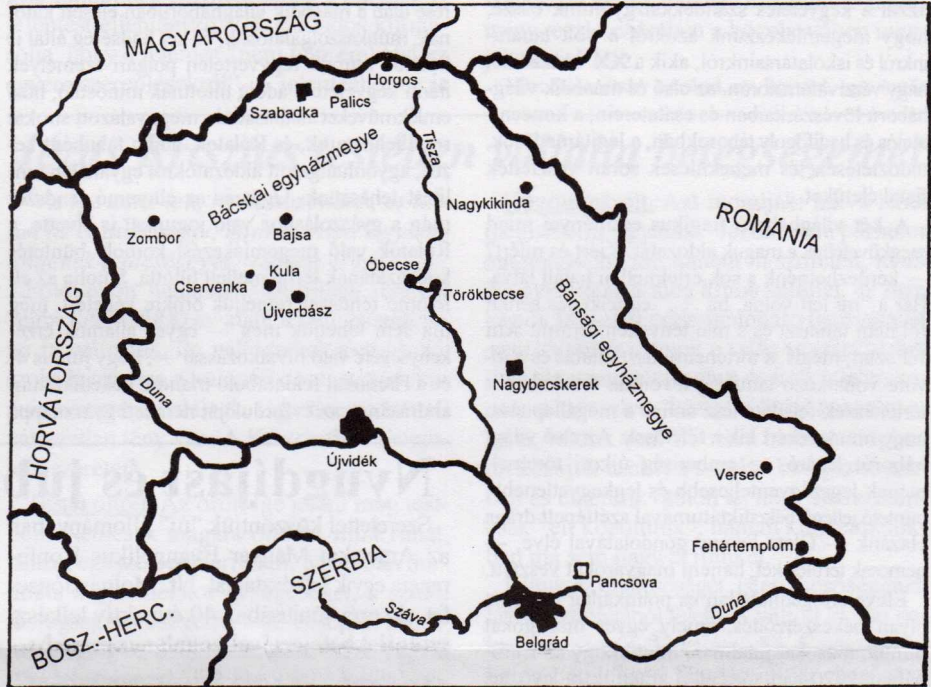 MAGYARORSZÁG
Horgos
Palics
Szabadka
Tisza
Bácskai egyházmegye
Nagykikinda
ROMÁNIA
Zombor
Bajsa
Óbecse
Kula
Cservenka
Törökbecse
Újverbász
Bánsági egyházmegye
HORVÁTORSZÁG
Duna
Nagybecskerek
Újvidék
Versec
Fehértemplom
SZERBIA
Pancsova
Duna
Száva
BOSZ.-HERC.
Belgrád